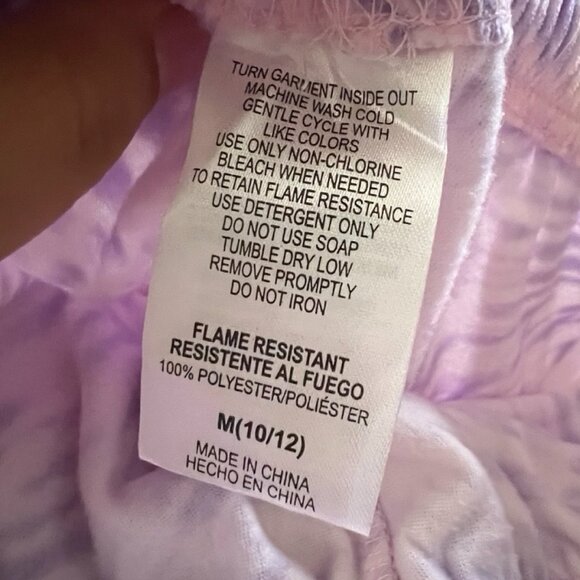 TURN GARMENT INSIDE OUT
MACHINE WASH COLD
GENTLE CYCLE WITH
LIKE COLORS
USE ONLY NON-CHLORINE
BLEACH WHEN NEEDED
TO RETAIN FLAME RESISTANCE
USE DETERGENT ONLY
DO NOT USE SOAP
TUMBLE DRY LOW
REMOVE PROMPTLY
DO NOT IRON
FLAME RESISTANT
RESISTENTE AL FUEGO
100% POLYESTER/POLIÉSTER
M(10/12)
MADE IN CHINA
HECHO EN CHINA